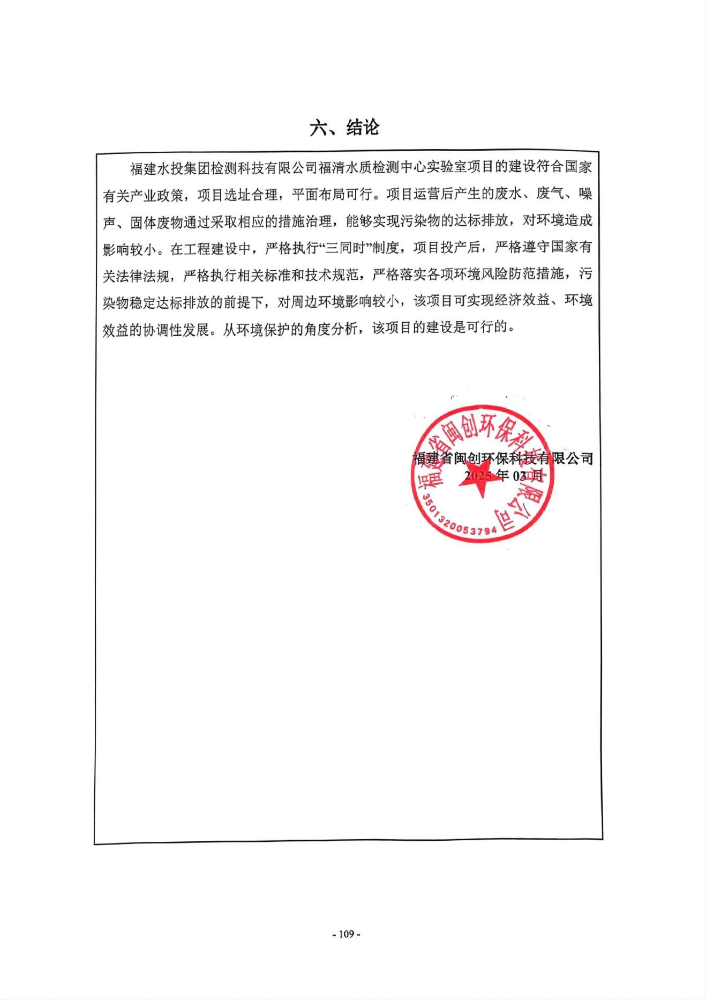 六、结论
福建水投集团检测科技有限公司福清水质检测中心实验室项目的建设符合国家
有关产业政策，项目选址合理，平面布局可行。项目运营后产生的废水、废气、噪
声、固体废物通过采取相应的措施治理，能够实现污染物的达标排放，对环境造成
影响较小。在工程建设中，严格执行“三同时”制度，项目投产后，严格遵守国家有
关法律法规，严格执行相关标准和技术规范，严格落实各项环境风险防范措施，污
染物稳定达标排放的前提下，对周边环境影响较小，该项目可实现经济效益、环境
效益的协调性发展。从环境保护的角度分析，该项目的建设是可行的。
福建省闽创环保科技有限公司
福建省闽创环保科技有限公司
2025年03月
3501320053794
- 109 -